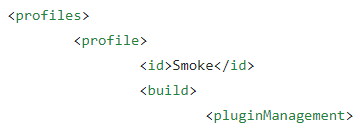 <profiles>
<profile>
<id>Smoke</id>
<build>
<pluginManagement>